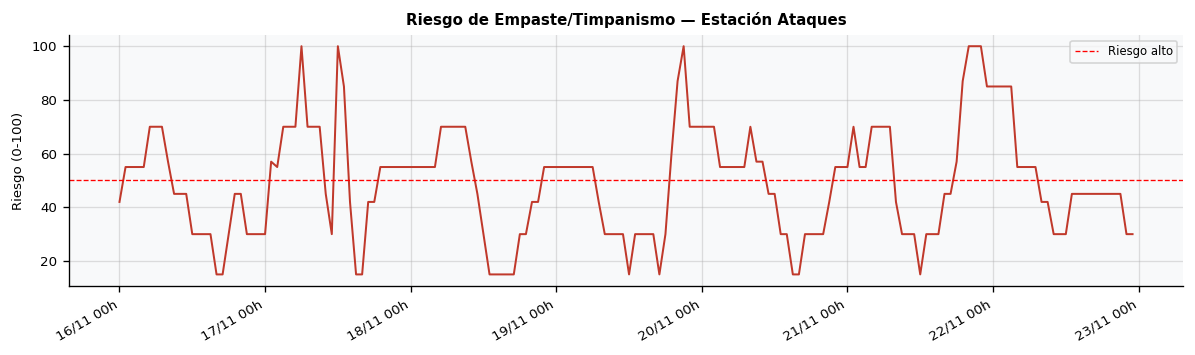 Riesgo de Empaste/Timpanismo — Estación Ataques
Riesgo alto
Riesgo (0-100)
100
80
60
40
20
16/11 00h
17/11 00h
18/11 00h
19/11 00h
20/11 00h
21/11 00h
22/11 00h
23/11 00h